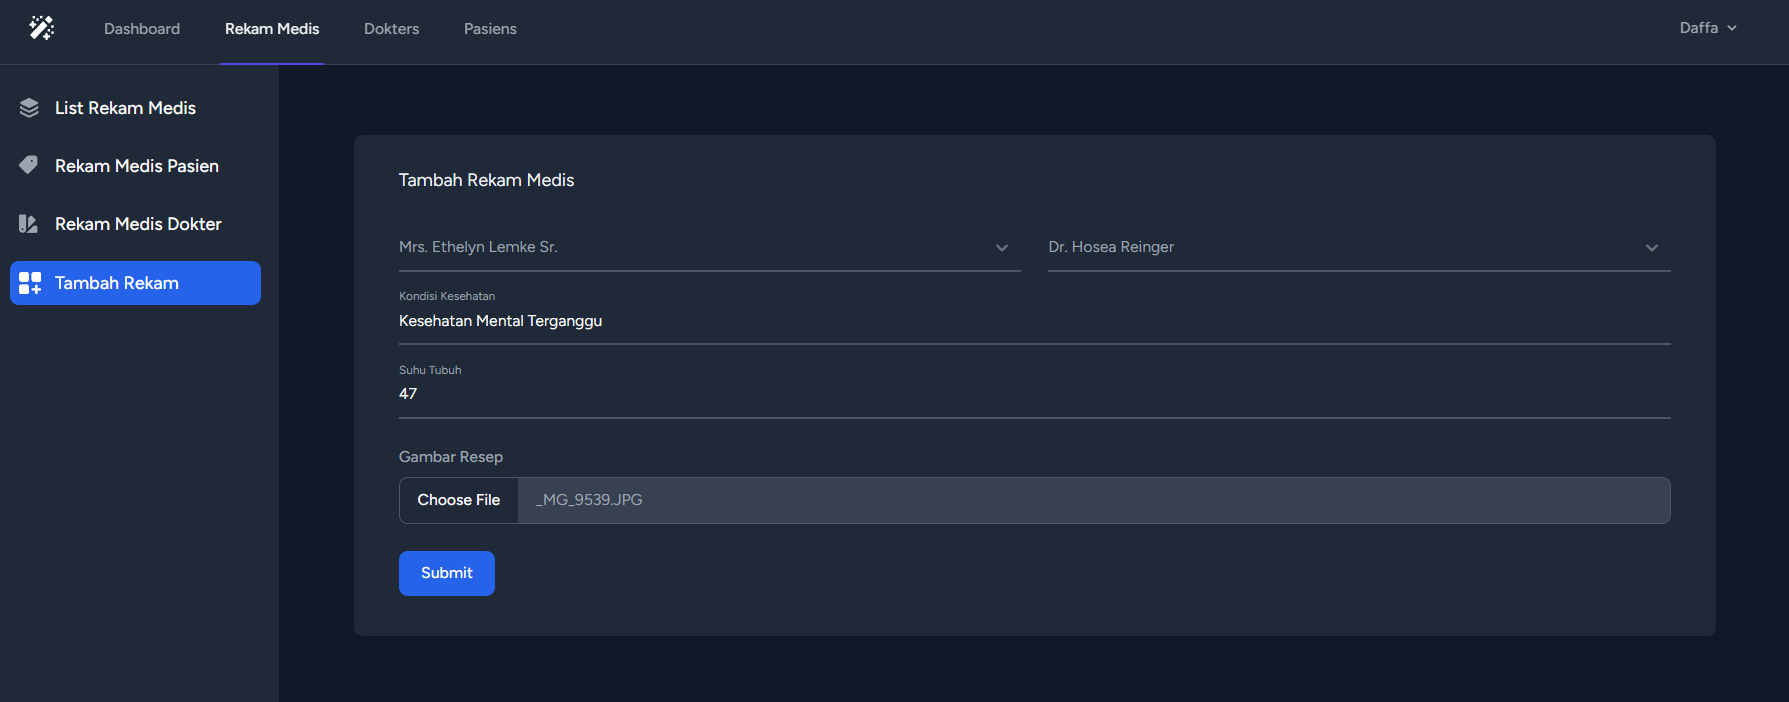 Dashboard Rekam Medis Dokters Pasiens Daffa
List Rekam Medis
Rekam Medis Pasien
Rekam Medis Dokter
Tambah Rekam
Tambah Rekam Medis
Mrs. Ethelyn Lemke Sr. Dr. Hosea Reinger
Kondisi Kesehatan
Kesehatan Mental Terganggu
Suhu Tubuh
47
Gambar Resep
Choose File _MG_9539.JPG
Submit